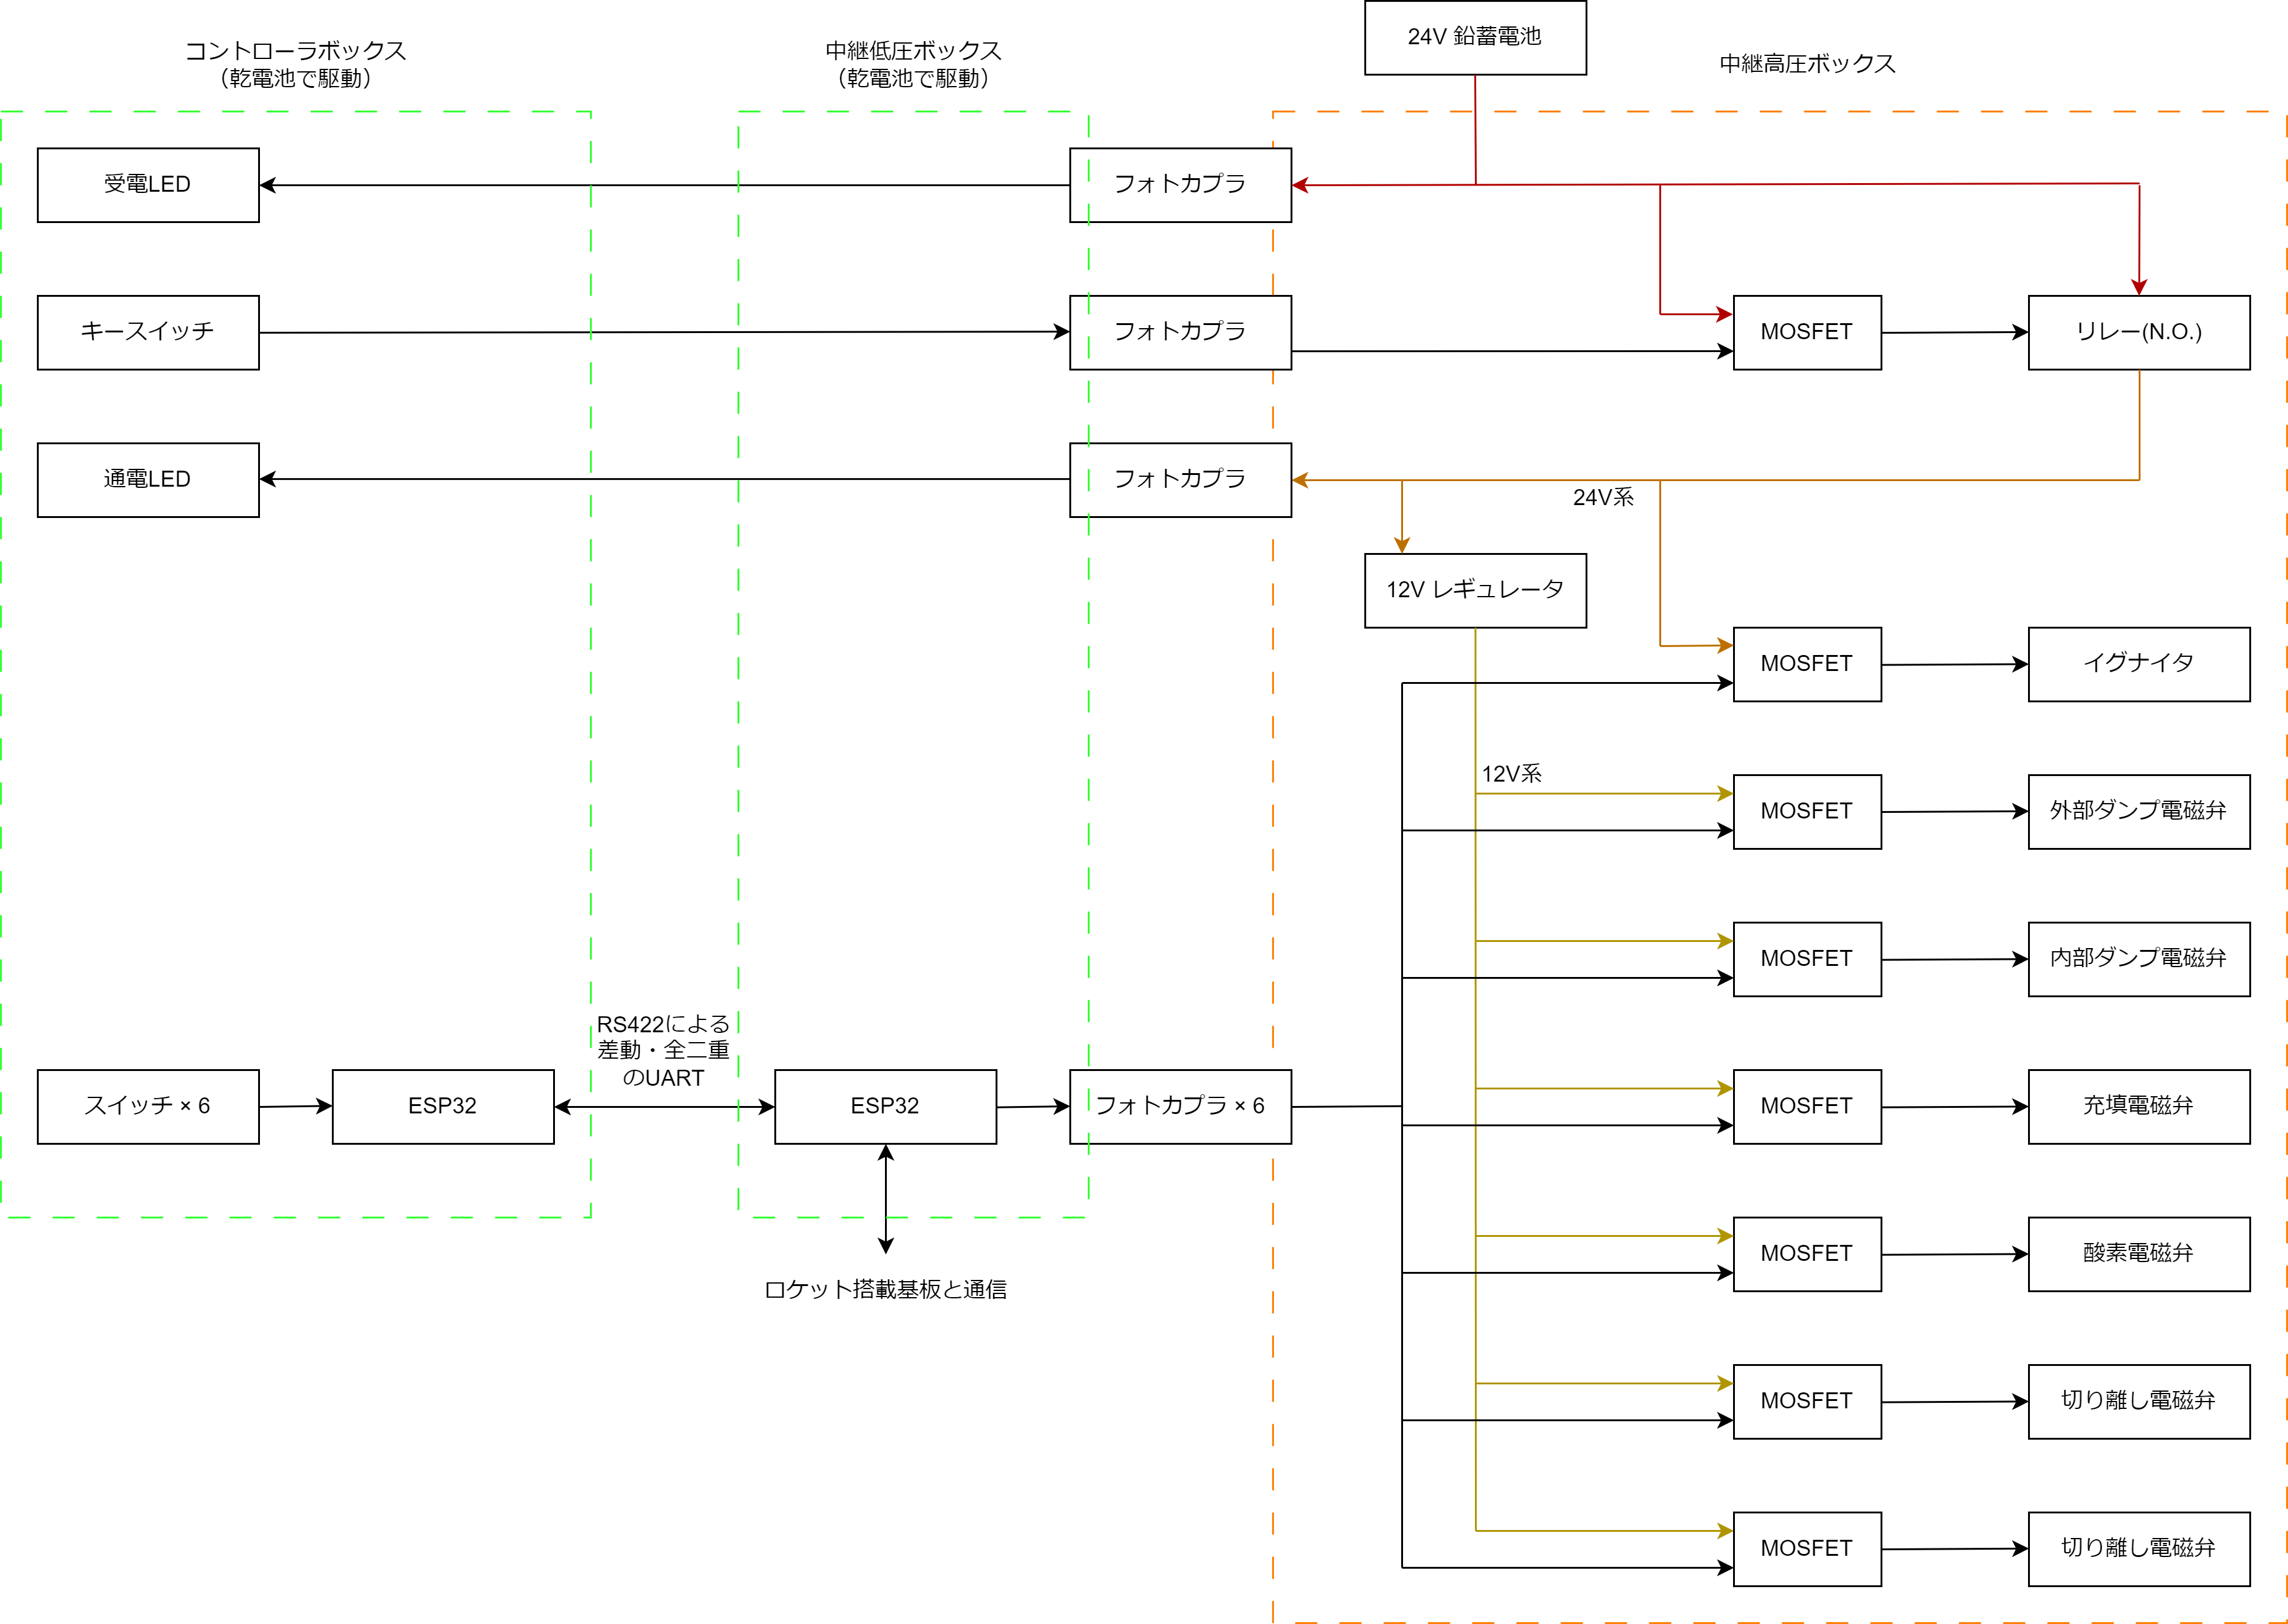 24V 鉛蓄電池
コントローラボックス
（乾電池で駆動）
中継低圧ボックス
（乾電池で駆動）
中継高圧ボックス
受電LED
フォトカプラ
キースイッチ
フォトカプラ
MOSFET
リレー(N.O.)
通電LED
フォトカプラ
24V系
12V レギュレータ
MOSFET
イグナイタ
12V系
MOSFET
外部ダンプ電磁弁
MOSFET
内部ダンプ電磁弁
RS422による
差動・全二重
のUART
スイッチ × 6
ESP32
ESP32
フォトカプラ × 6
MOSFET
充填電磁弁
MOSFET
酸素電磁弁
ロケット搭載基板と通信
MOSFET
切り離し電磁弁
MOSFET
切り離し電磁弁